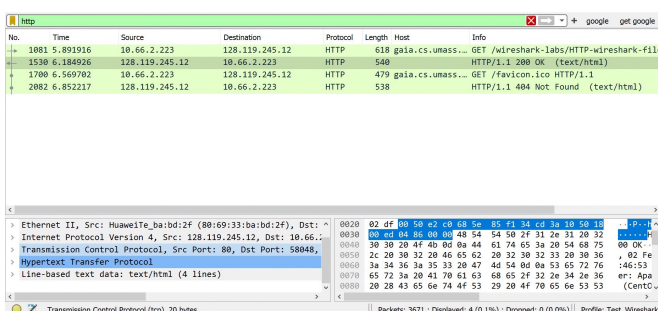 http + google get google
No. Time Source Destination Protocol Length Host Info
1081 5.891916 10.66.2.223 128.119.245.12 HTTP 618 gaia.cs.umass.… GET /wireshark-labs/HTTP-wireshark-file
1530 6.184926 128.119.245.12 10.66.2.223 HTTP 540 HTTP/1.1 200 OK (text/html)
1700 6.569702 10.66.2.223 128.119.245.12 HTTP 479 gaia.cs.umass.… GET /favicon.ico HTTP/1.1
2082 6.852217 128.119.245.12 10.66.2.223 HTTP 538 HTTP/1.1 404 Not Found (text/html)
> Ethernet II, Src: HuaweiTe_ba:bd:2f (80:69:33:ba:bd:2f), Dst:
> Internet Protocol Version 4, Src: 128.119.245.12, Dst: 10.66.2
> Transmission Control Protocol, Src Port: 80, Dst Port: 58048,
> Hypertext Transfer Protocol
> Line-based text data: text/html (4 lines)
0020 02 df 00 50 e2 c0 68 5e 85 f1 34 cd 3a 10 50 18 ···P··h
0030 00 ed 04 86 00 00 48 54 54 50 2f 31 2e 31 20 32 ······H
0040 30 30 20 4f 4b 0d 0a 44 61 74 65 3a 20 54 68 75 00 OK··
0050 2c 20 30 32 20 46 65 62 20 32 30 32 33 20 30 36 , 02 Fe
0060 3a 34 36 3a 35 33 20 47 4d 54 0d 0a 53 65 72 76 :46:53
0070 65 72 3a 20 41 70 61 63 68 65 2f 32 2e 34 2e 36 er: Apa
0080 20 28 43 65 6e 74 4f 53 29 20 4f 70 65 6e 53 53 (CentO
Transmission Control Protocol (tcp), 20 bytes
Packets: 3671 · Displayed: 4 (0.1%) · Dropped: 0 (0.0%)
Profile: Test_Wireshark